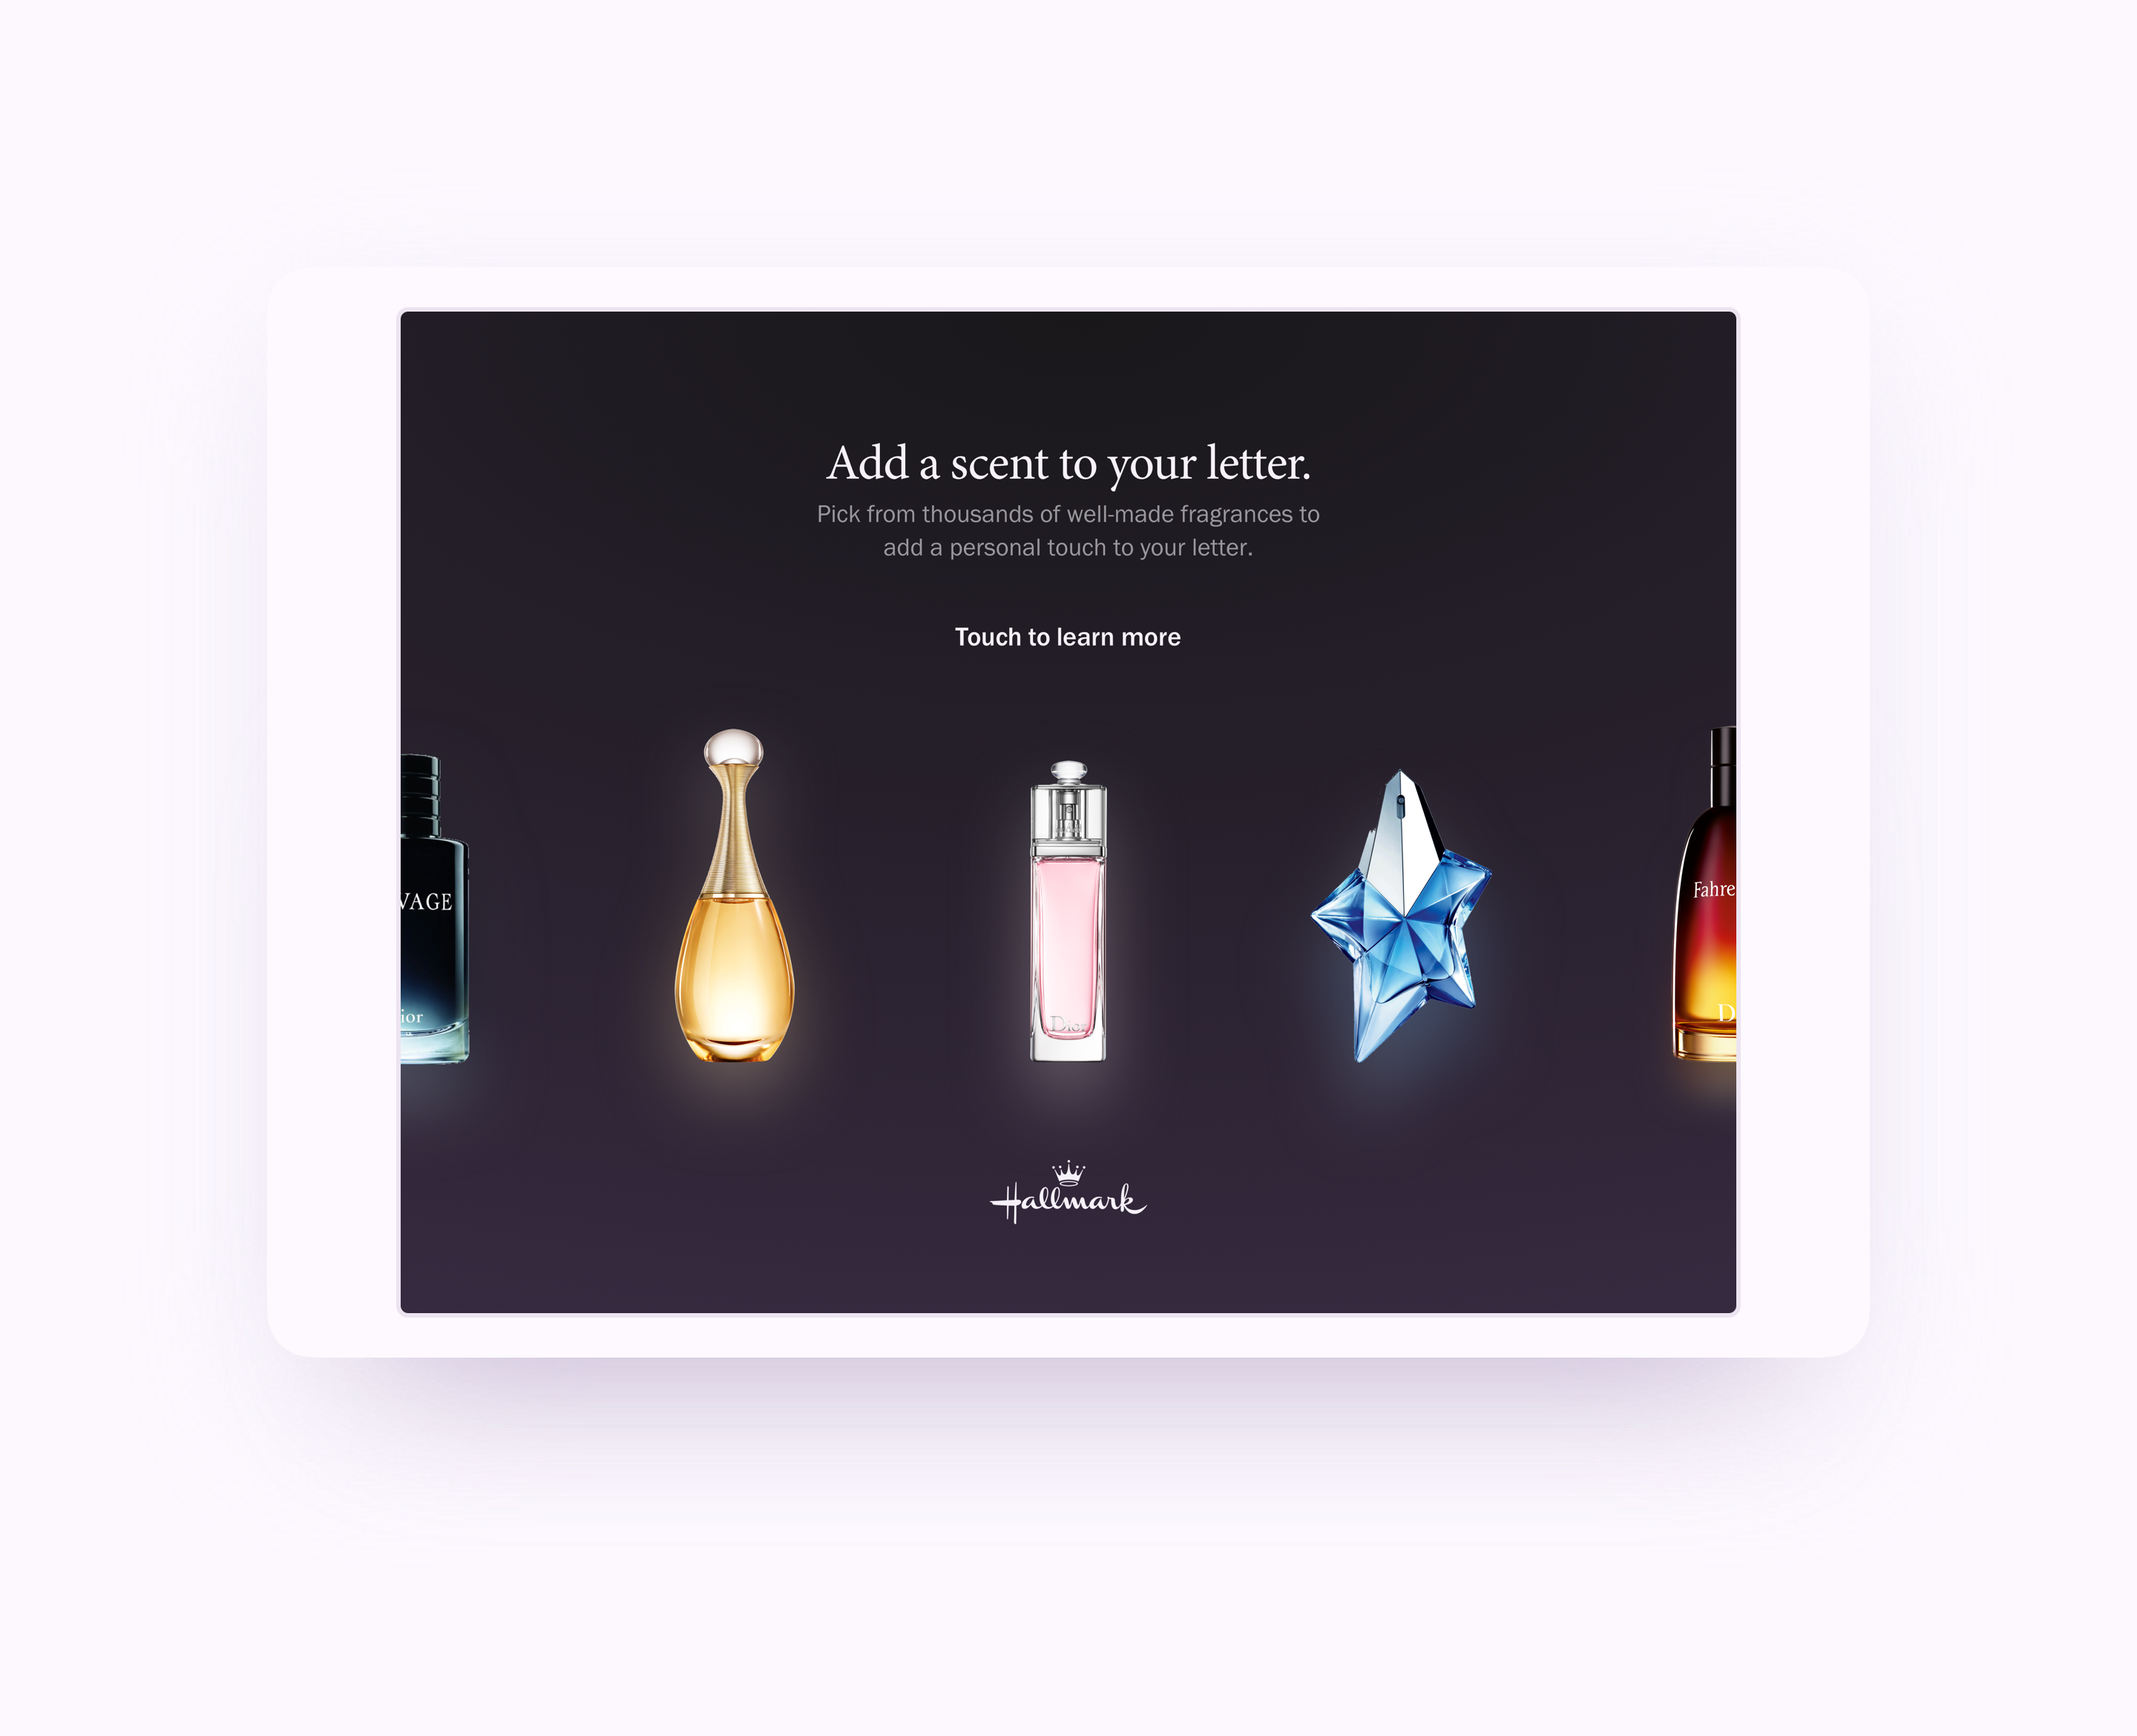 Add a scent to your letter.
Pick from thousands of well-made fragrances to
add a personal touch to your letter.
Touch to learn more
VAGE
ior
Dior
Fahre
D
Hallmark